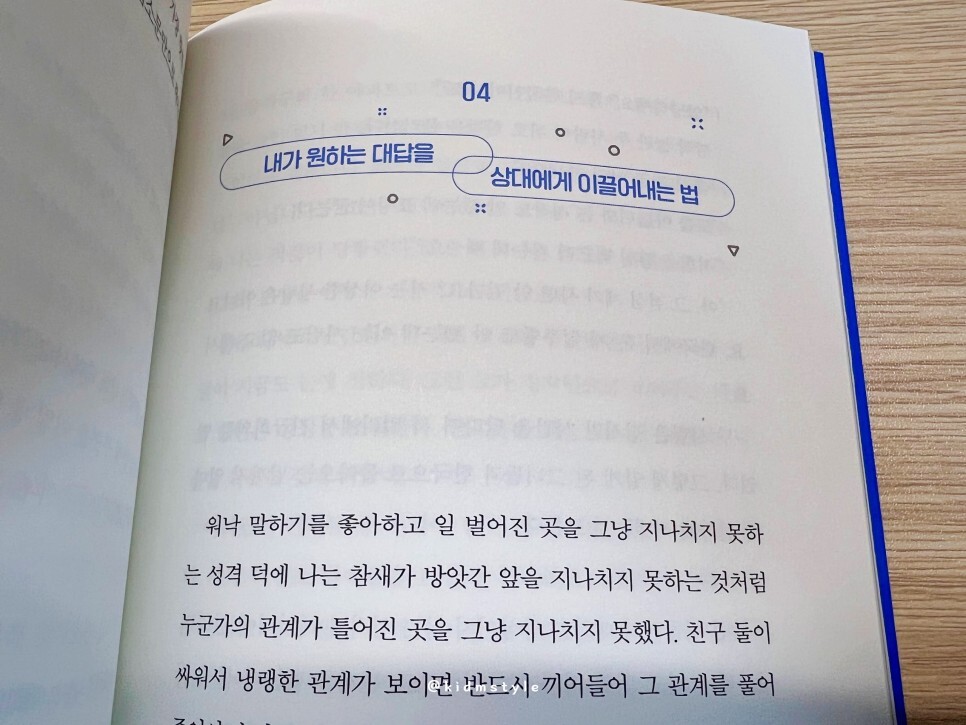 04
내가 원하는 대답을
상대에게 이끌어내는 법
워낙 말하기를 좋아하고 일 벌어진 곳을 그냥 지나치지 못하
는 성격 덕에 나는 참새가 방앗간 앞을 지나치지 못하는 것처럼
누군가의 관계가 틀어진 곳을 그냥 지나치지 못했다. 친구 둘이
싸워서 냉랭한 관계가 보이면 반드시 끼어들어 그 관계를 풀어
@kidmstyle